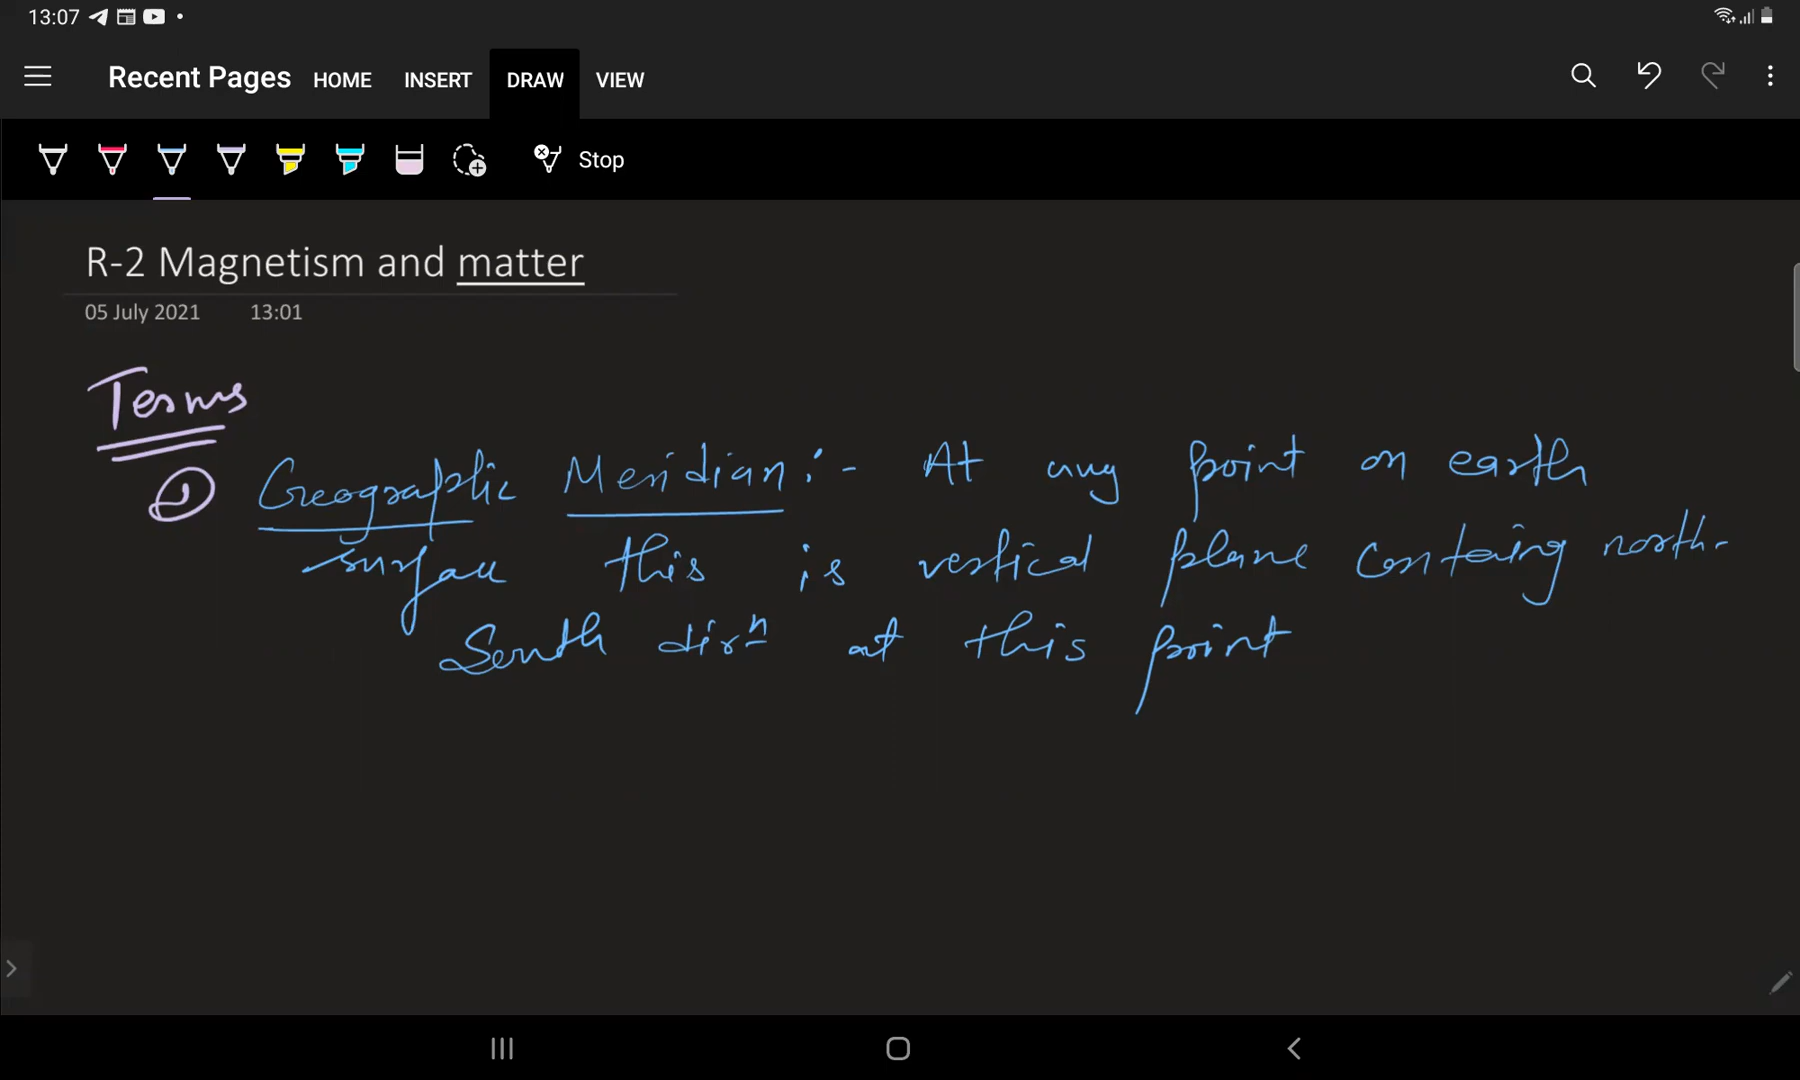 13:07
Recent Pages HOME INSERT DRAW VIEW
Stop
R-2 Magnetism and matter
05 July 2021 13:01
Terms
① Geographic Meridian :- At any point on earth
surface this is vertical plane containing north-
South dirⁿ at this point